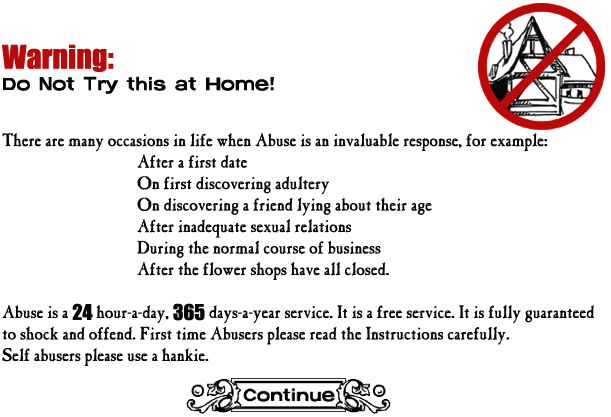 Warning:
Do Not Try this at Home!
There are many occasions in life when Abuse is an invaluable response, for example:
After a first date
On first discovering adultery
On discovering a friend lying about their age
After inadequate sexual relations
During the normal course of business
After the flower shops have all closed.
Abuse is a 24 hour-a-day, 365 days-a-year service. It is a free service. It is fully guaranteed
to shock and offend. First time Abusers please read the Instructions carefully.
Self abusers please use a hankie.
Continue